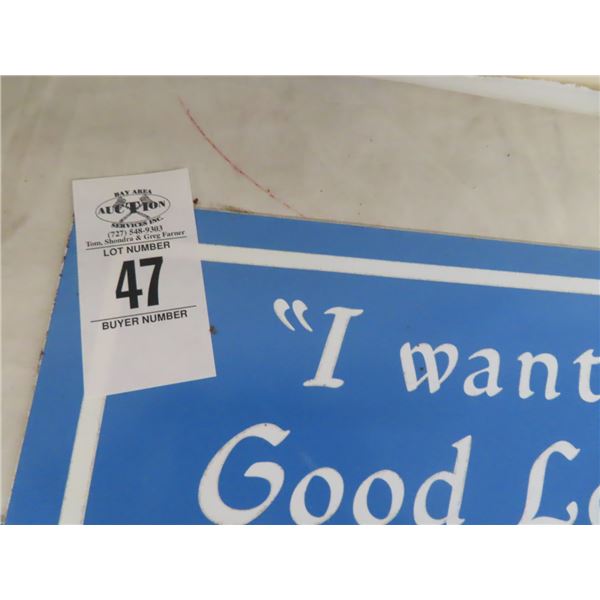 BAY AREA
AUCTION
SERVICES INC.
(727) 548-9303
Tom, Shondra & Greg Farner
LOT NUMBER
47
BUYER NUMBER
"I want
Good Le